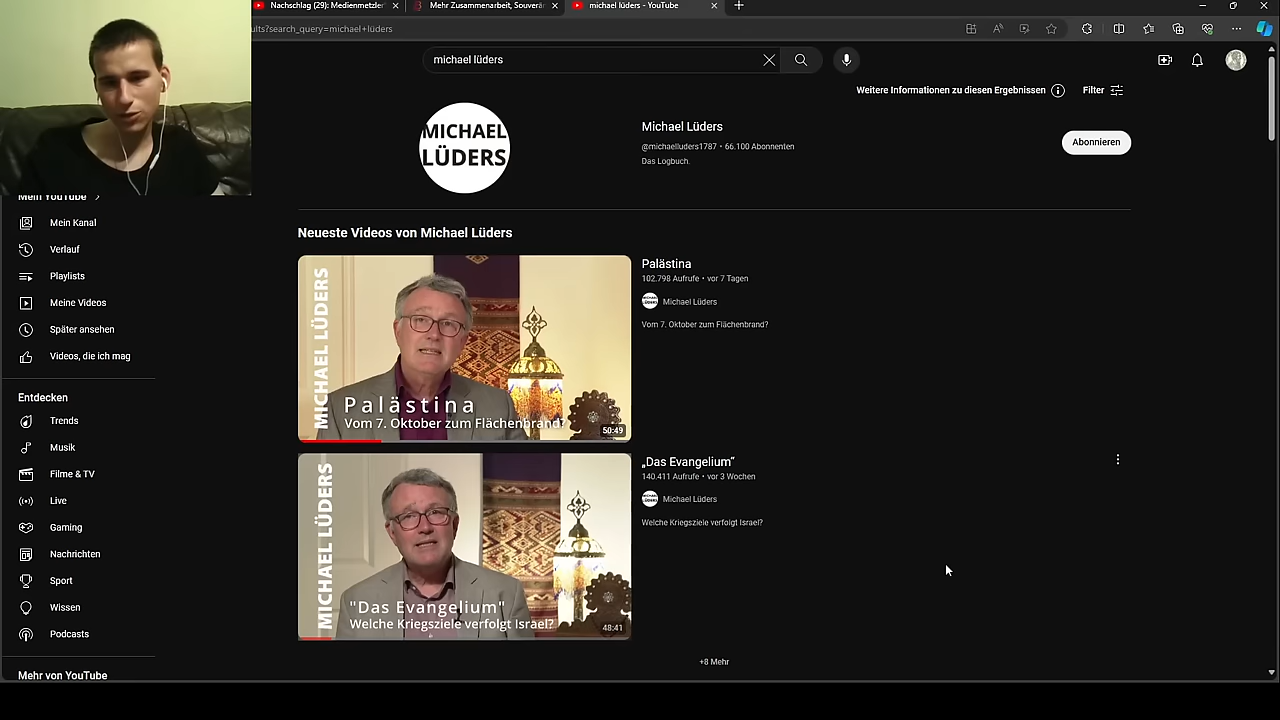 Nachschlag (29): Medienmetzler
Mehr Zusammenarbeit, Souverän
michael lüders - YouTube
ults?search_query=michael+lüders
michael lüders
Weitere Informationen zu diesen Ergebnissen
Filter
MICHAEL
LÜDERS
Michael Lüders
@michaelluders1787 • 66.100 Abonnenten
Das Logbuch.
Abonnieren
Mein YouTube
Mein Kanal
Verlauf
Playlists
Meine Videos
Später ansehen
Videos, die ich mag
Entdecken
Trends
Musik
Filme & TV
Live
Gaming
Nachrichten
Sport
Wissen
Podcasts
Mehr von YouTube
Neueste Videos von Michael Lüders
MICHAEL LÜDERS
Palästina
Vom 7. Oktober zum Flächenbrand?
50:49
Palästina
102.798 Aufrufe • vor 7 Tagen
Michael Lüders
Vom 7. Oktober zum Flächenbrand?
MICHAEL LÜDERS
"Das Evangelium"
Welche Kriegsziele verfolgt Israel?
48:41
„Das Evangelium“
140.411 Aufrufe • vor 3 Wochen
Michael Lüders
Welche Kriegsziele verfolgt Israel?
+8 Mehr